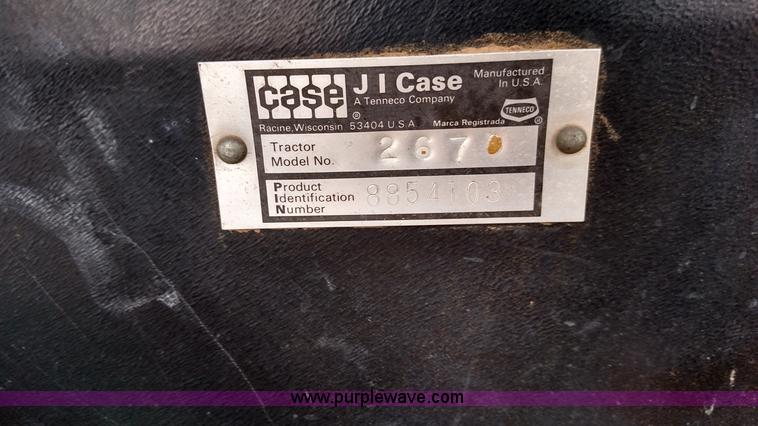 case
J I Case
A Tenneco Company
Manufactured
In U.S.A.
TENNECO
®
®
Racine, Wisconsin 53404 U S A
Marca Registrada
Tractor
Model No. 2670
Product
Identification
Number 8854103
www.purplewave.com